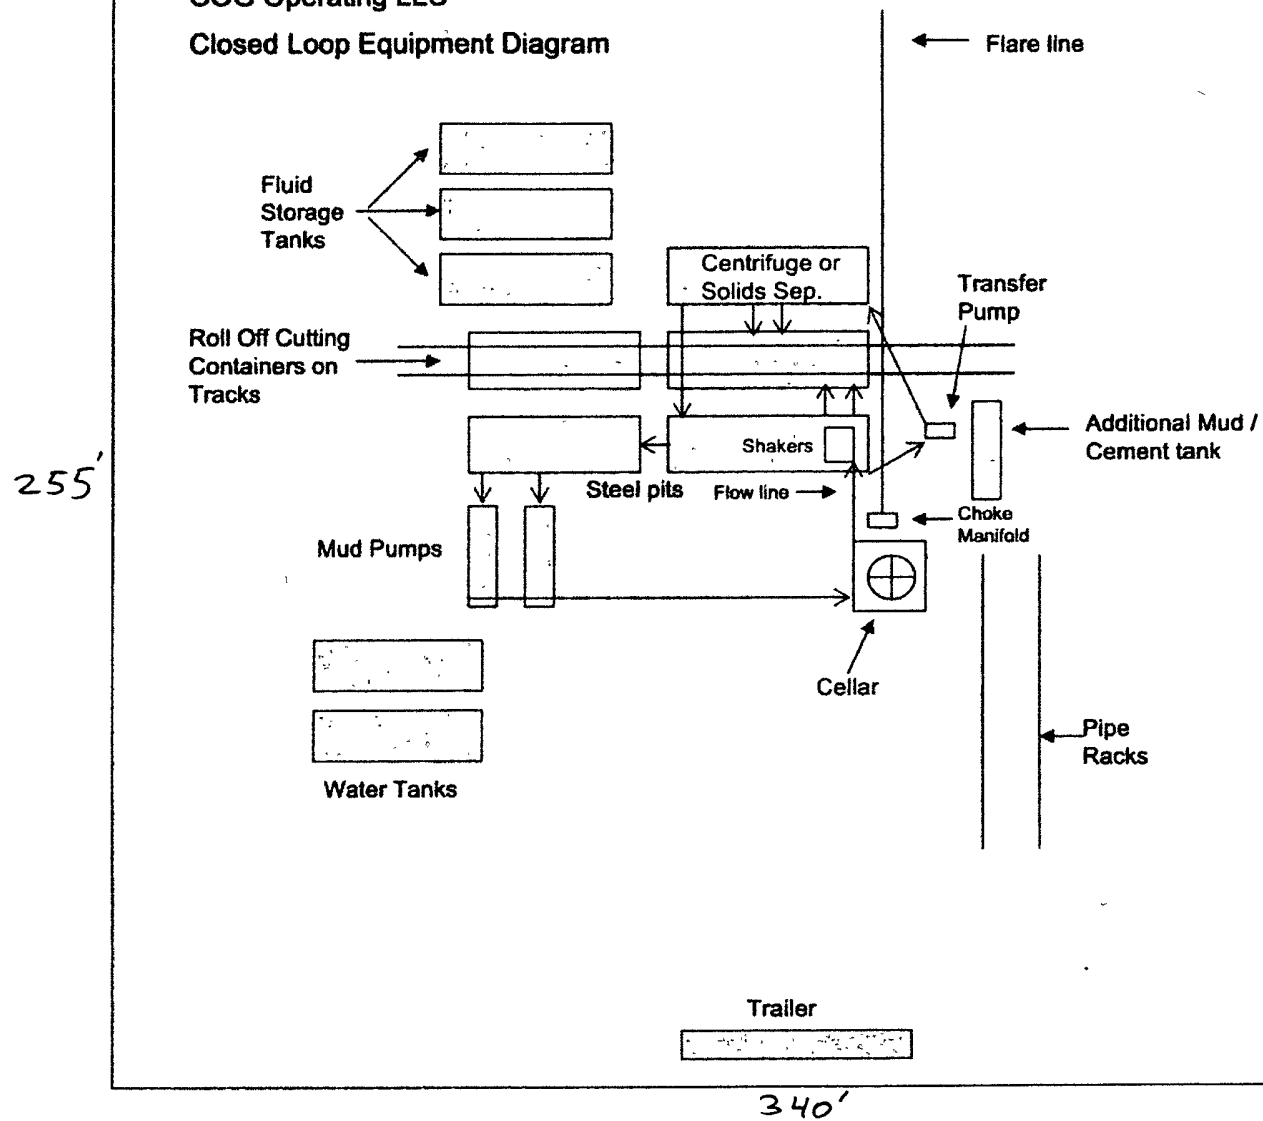 COG Operating LLC
Closed Loop Equipment Diagram
Flare line
Fluid
Storage
Tanks
Centrifuge or
Solids Sep.
Transfer
Pump
Roll Off Cutting
Containers on
Tracks
Additional Mud /
Cement tank
Shakers
255'
Steel pits
Flow line
Choke
Manifold
Mud Pumps
Cellar
Pipe
Racks
Water Tanks
Trailer
340'